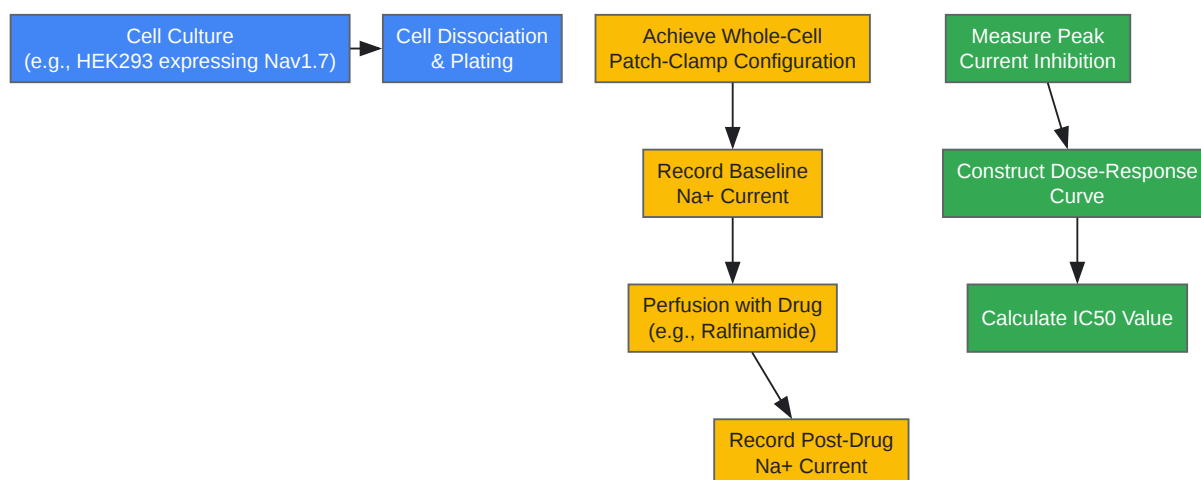 Cell Culture
(e.g., HEK293 expressing Nav1.7)
Cell Dissociation
& Plating
Achieve Whole-Cell
Patch-Clamp Configuration
Record Baseline
Na+ Current
Perfusion with Drug
(e.g., Ralfinamide)
Record Post-Drug
Na+ Current
Measure Peak
Current Inhibition
Construct Dose-Response
Curve
Calculate IC50 Value